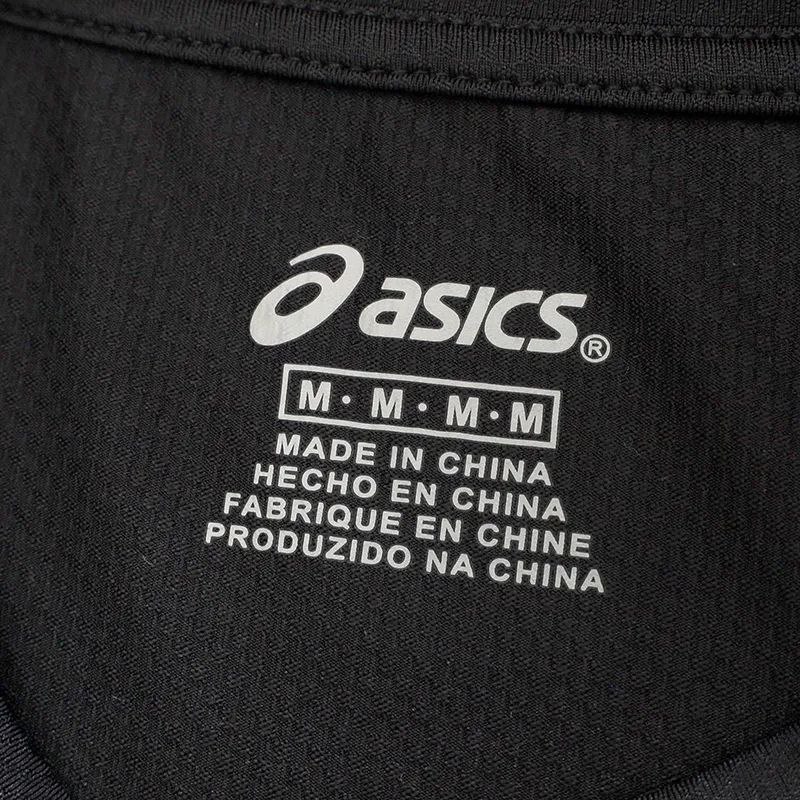 asics®
M·M·M·M
MADE IN CHINA
HECHO EN CHINA
FABRIQUE EN CHINE
PRODUZIDO NA CHINA